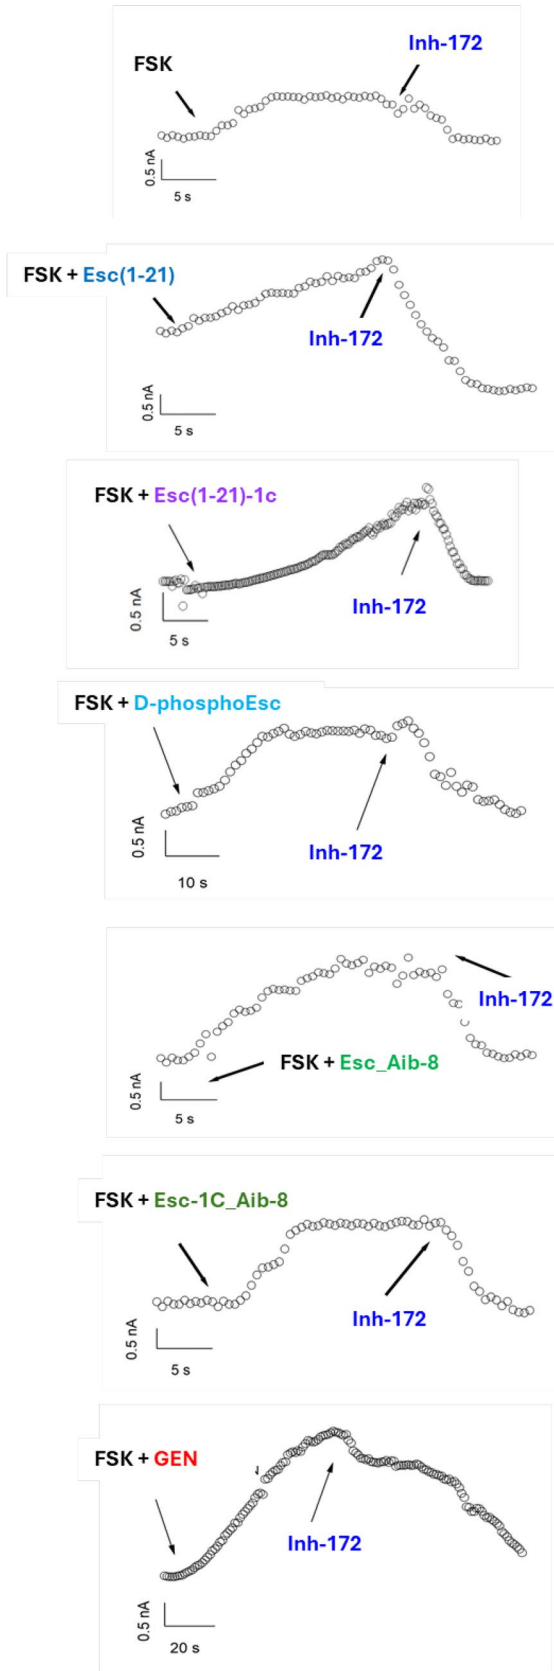 Inh-172
FSK
0.5 nA
5 s
FSK + Esc(1-21)
Inh-172
0.5 nA
5 s
FSK + Esc(1-21)-1c
Inh-172
0.5 nA
5 s
FSK + D-phosphoEsc
Inh-172
0.5 nA
10 s
Inh-172
FSK + Esc_Aib-8
0.5 nA
5 s
FSK + Esc-1C_Aib-8
Inh-172
0.5 nA
5 s
FSK + GEN
Inh-172
0.5 nA
20 s